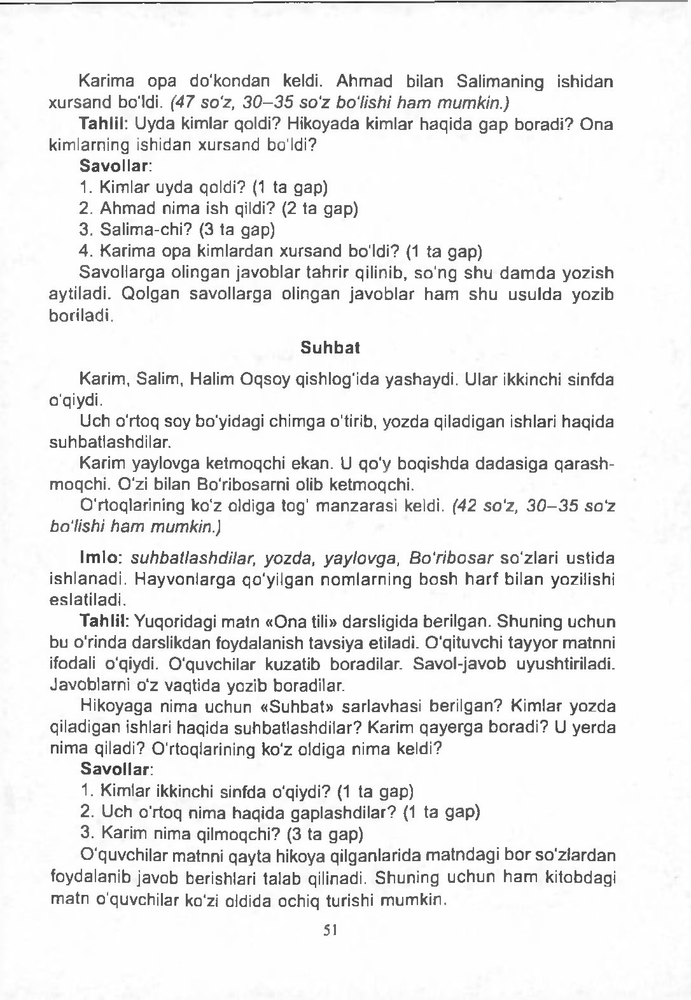 Karima opa do'kondan keldi. Ahmad bilan Salimaning ishidan
xursand bo'ldi. (47 so'z, 30–35 so'z bo'lishi ham mumkin.)
Tahlil: Uyda kimlar qoldi? Hikoyada kimlar haqida gap boradi? Ona
kimlarning ishidan xursand bo'ldi?
Savollar:
1. Kimlar uyda qoldi? (1 ta gap)
2. Ahmad nima ish qildi? (2 ta gap)
3. Salima-chi? (3 ta gap)
4. Karima opa kimlardan xursand bo'ldi? (1 ta gap)
Savollarga olingan javoblar tahrir qilinib, so'ng shu damda yozish
aytiladi. Qolgan savollarga olingan javoblar ham shu usulda yozib
boriladi.
Suhbat
Karim, Salim, Halim Oqsoy qishlog'ida yashaydi. Ular ikkinchi sinfda
o'qiydi.
Uch o'rtoq soy bo'yidagi chimga o'tirib, yozda qiladigan ishlari haqida
suhbatlashdilar.
Karim yaylovga ketmoqchi ekan. U qo'y boqishda dadasiga qarash-
moqchi. O'zi bilan Bo'ribosarni olib ketmoqchi.
O'rtoqlarining ko'z oldiga tog' manzarasi keldi. (42 so'z, 30–35 so'z
bo'lishi ham mumkin.)
Imlo: suhbatlashdilar, yozda, yaylovga, Bo'ribosar so'zlari ustida
ishlanadi. Hayvonlarga qo'yilgan nomlarning bosh harf bilan yozilishi
eslatiladi.
Tahlil: Yuqoridagi matn «Ona tili» darsligida berilgan. Shuning uchun
bu o'rinda darslikdan foydalanish tavsiya etiladi. O'qituvchi tayyor matnni
ifodali o'qiydi. O'quvchilar kuzatib boradilar. Savol-javob uyushtiriladi.
Javoblarni o'z vaqtida yozib boradilar.
Hikoyaga nima uchun «Suhbat» sarlavhasi berilgan? Kimlar yozda
qiladigan ishlari haqida suhbatlashdilar? Karim qayerga boradi? U yerda
nima qiladi? O'rtoqlarining ko'z oldiga nima keldi?
Savollar:
1. Kimlar ikkinchi sinfda o'qiydi? (1 ta gap)
2. Uch o'rtoq nima haqida gaplashdilar? (1 ta gap)
3. Karim nima qilmoqchi? (3 ta gap)
O'quvchilar matnni qayta hikoya qilganlarida matndagi bor so'zlardan
foydalanib javob berishlari talab qilinadi. Shuning uchun ham kitobdagi
matn o'quvchilar ko'zi oldida ochiq turishi mumkin.
51